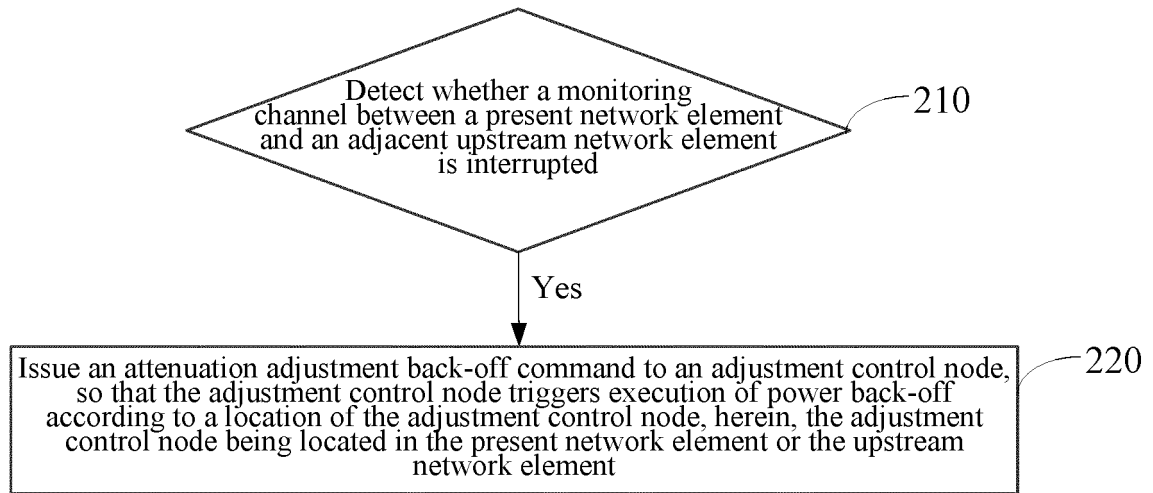 Detect whether a monitoring
channel between a present network element
and an adjacent upstream network element
is interrupted
210
Yes
Issue an attenuation adjustment back-off command to an adjustment control node,
so that the adjustment control node triggers execution of power back-off
according to a location of the adjustment control node, herein, the adjustment
control node being located in the present network element or the upstream
network element
220